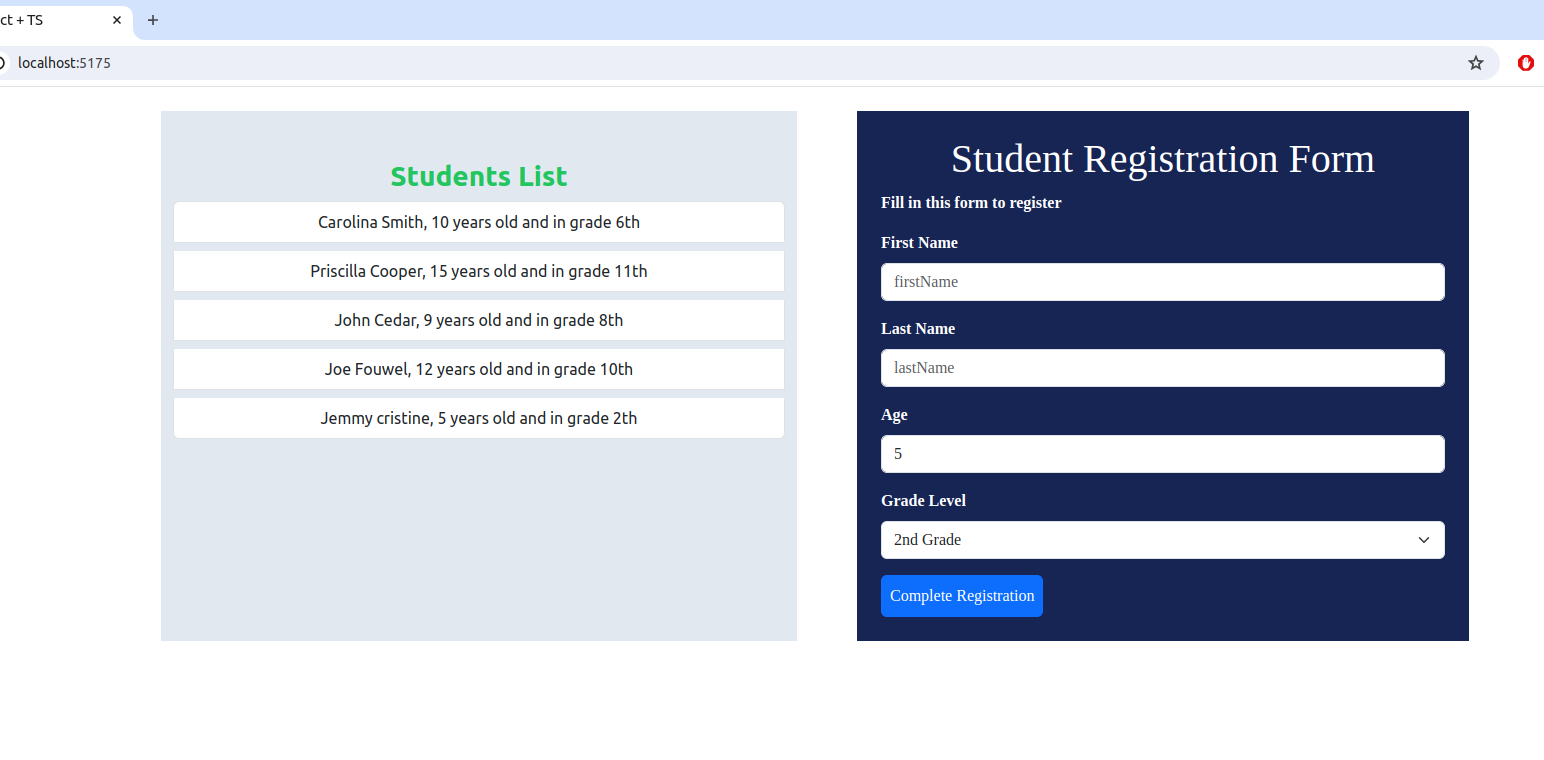 ct + TS
localhost:5175
Students List
Carolina Smith, 10 years old and in grade 6th
Priscilla Cooper, 15 years old and in grade 11th
John Cedar, 9 years old and in grade 8th
Joe Fouwel, 12 years old and in grade 10th
Jemmy cristine, 5 years old and in grade 2th
Student Registration Form
Fill in this form to register
First Name
firstName
Last Name
lastName
Age
5
Grade Level
2nd Grade
Complete Registration